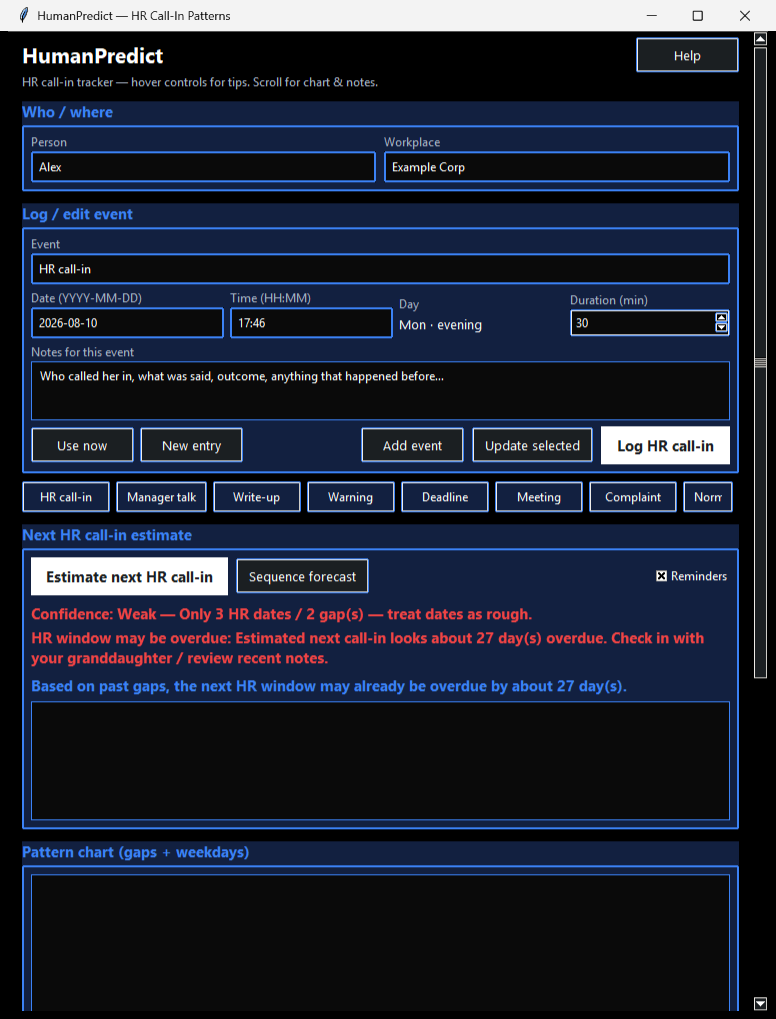 HumanPredict — HR Call-In Patterns
HumanPredict
Help
HR call-in tracker — hover controls for tips. Scroll for chart & notes.
Who / where
Person
Workplace
Alex
Example Corp
Log / edit event
Event
HR call-in
Date (YYYY-MM-DD)
Time (HH:MM)
Day
Duration (min)
2026-08-10
17:46
Mon · evening
30
Notes for this event
Who called her in, what was said, outcome, anything that happened before...
Use now
New entry
Add event
Update selected
Log HR call-in
HR call-in
Manager talk
Write-up
Warning
Deadline
Meeting
Complaint
Norm
Next HR call-in estimate
Estimate next HR call-in
Sequence forecast
Reminders
Confidence: Weak — Only 3 HR dates / 2 gap(s) — treat dates as rough.
HR window may be overdue: Estimated next call-in looks about 27 day(s) overdue. Check in with
your granddaughter / review recent notes.
Based on past gaps, the next HR window may already be overdue by about 27 day(s).
Pattern chart (gaps + weekdays)